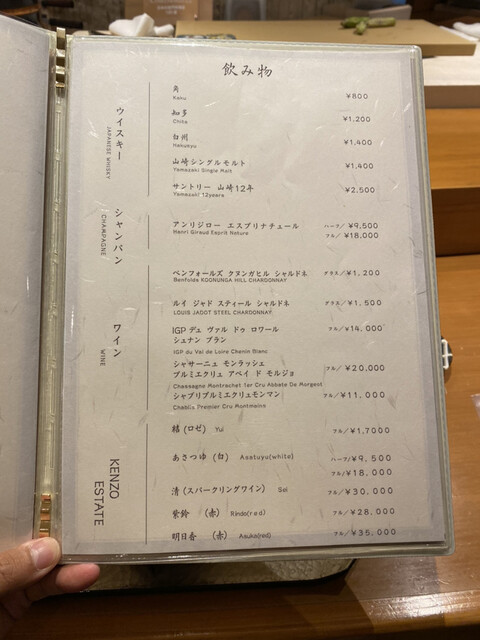 飲み物
ウイスキー
JAPANESE WHISKY
角
Kaku
¥800
知多
Chita
¥1,200
白州
Hakukyu
¥1,400
山崎シングルモルト
Yamazaki Single Malt
¥1,400
サントリー 山崎12年
Yamasaki 12years
¥2,500
シャンパン
CHAMPAGNE
アンリジロー エスプリナチュール
Henri Giraud Esprit Nature
ハーフ/ ¥9,500
フル/ ¥18,000
ワイン
WINE
ペンフォールズ クヌンガヒル シャルドネ
Benfolds KOONUNGA HILL CHARDONNAY
グラス/¥1,200
ルイ ジャド スティール シャルドネ
LOUIS JADOT STEEL CHARDONNAY
グラス/¥1,500
IGP デュ ヴァル ドゥ ロワール
シュナン ブラン
IGP du Val de Loire Chenin Blanc
フル/¥14,000
シャサーニュ モンラッシェ
プルミエクリュ アベイ ド モルジョ
Chassagne Montrachet 1er Cru Abbate De Morgeot
フル/¥20,000
シャブリプルミエクリュモンマン
Chablis Premier Cru Montmains
フル/¥11,000
KENZO
ESTATE
結 (ロゼ) Yui
フル/¥1,7000
あさつゆ (白) Asatuyu(white)
ハーフ/¥9,500
フル/¥18,000
清 (スパークリングワイン) Sei
フル/¥30,000
紫鈴 (赤) Rindo(red)
フル/¥28,000
明日香 (赤) Asuka(red)
フル/¥35,000